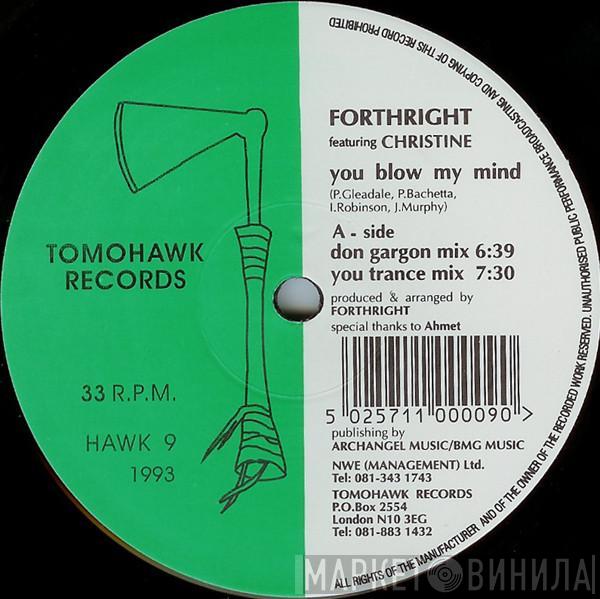 TOMOHAWK
RECORDS
33 R.P.M.
HAWK 9
1993
FORTHRIGHT
featuring CHRISTINE
you blow my mind
(P.Gleadale, P.Bachetta,
I.Robinson, J.Murphy)
A - side
don gargon mix 6:39
you trance mix 7:30
produced & arranged by
FORTHRIGHT
special thanks to Ahmet
5 025711 000090 >
publishing by
ARCHANGEL MUSIC/BMG MUSIC
NWE (MANAGEMENT) Ltd.
Tel: 081-343 1743
TOMOHAWK RECORDS
P.O.Box 2554
London N10 3EG
Tel: 081-883 1432
ALL RIGHTS OF THE MANUFACTURER AND OF THE OWNER OF THE RECORDED WORK RESERVED. UNAUTHORISED PUBLIC PERFORMANCE BROADCASTING AND COPYING OF THIS RECORD PROHIBITED
МАРКЕТ ВИНИЛА